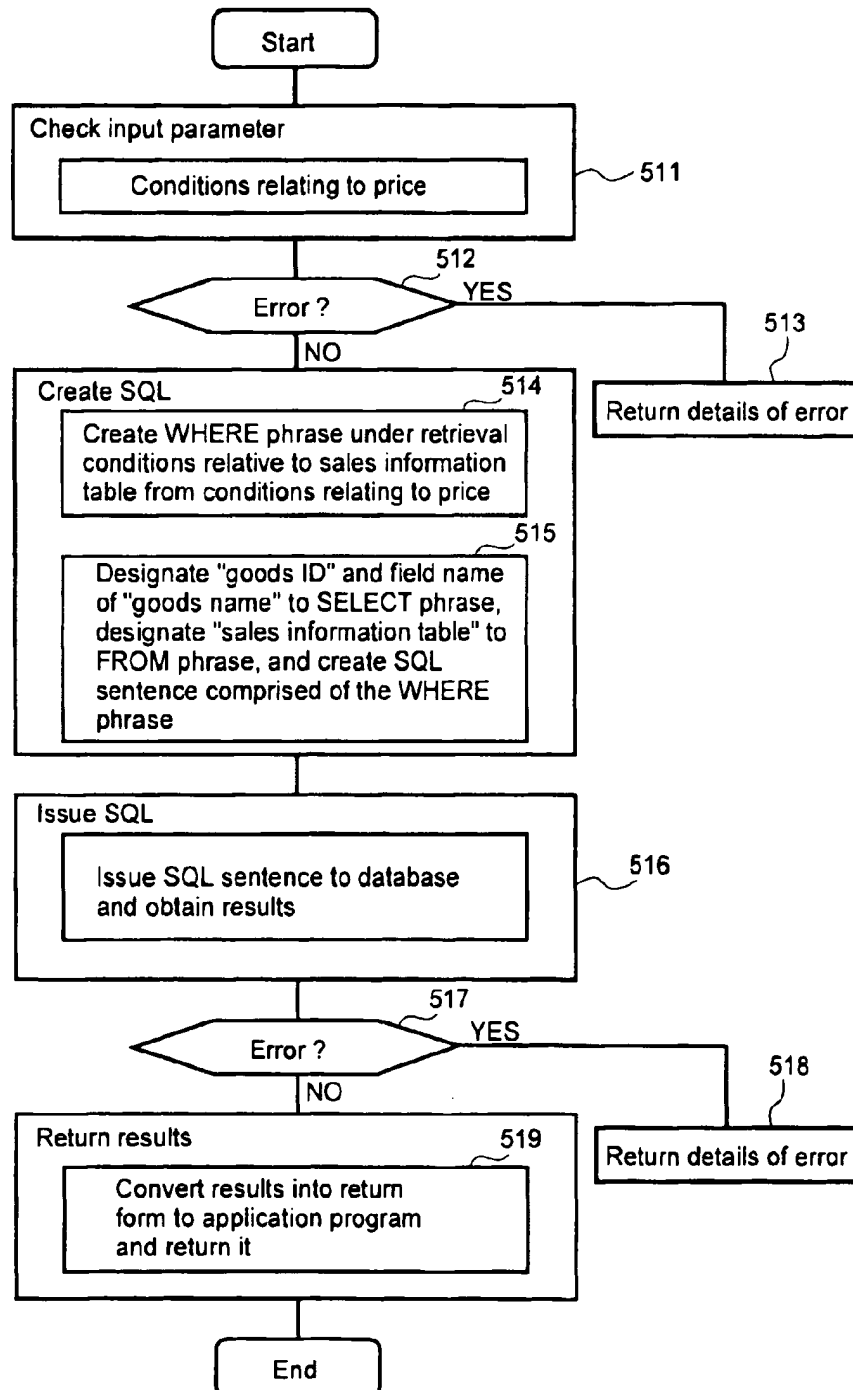 Start
Check input parameter
Conditions relating to price
511
512
Error ?
YES
NO
513
Return details of error
Create SQL
514
Create WHERE phrase under retrieval
conditions relative to sales information
table from conditions relating to price
515
Designate "goods ID" and field name
of "goods name" to SELECT phrase,
designate "sales information table" to
FROM phrase, and create SQL
sentence comprised of the WHERE
phrase
Issue SQL
Issue SQL sentence to database
and obtain results
516
517
Error ?
YES
NO
518
Return details of error
Return results
519
Convert results into return
form to application program
and return it
End